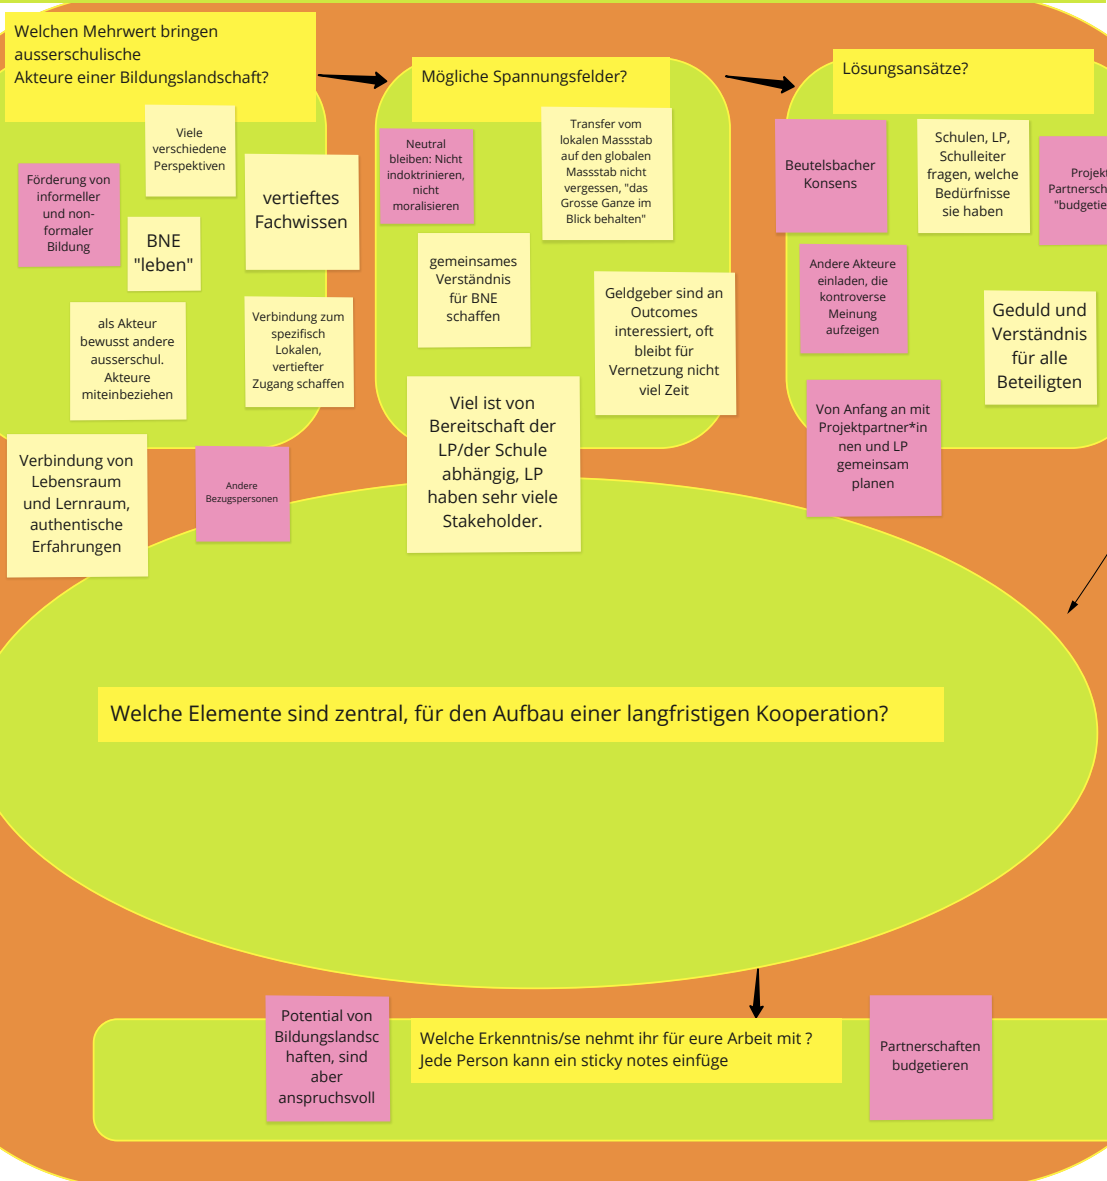 Welchen Mehrwert bringen
ausserschulische
Akteure einer Bildungslandschaft?
Viele
verschiedene
Perspektiven
Förderung von
informeller
und non-
formaler
Bildung
vertieftes
Fachwissen
BNE
"leben"
als Akteur
bewusst andere
ausserschul.
Akteure
miteinbeziehen
Verbindung zum
spezifisch
Lokalen,
vertiefter
Zugang schaffen
Verbindung von
Lebensraum
und Lernraum,
authentische
Erfahrungen
Andere
Bezugspersonen
Mögliche Spannungsfelder?
Neutral
bleiben: Nicht
indoktrinieren,
nicht
moralisieren
Transfer vom
lokalen Massstab
auf den globalen
Massstab nicht
vergessen, "das
Grosse Ganze im
Blick behalten"
gemeinsames
Verständnis
für BNE
schaffen
Geldgeber sind an
Outcomes
interessiert, oft
bleibt für
Vernetzung nicht
viel Zeit
Viel ist von
Bereitschaft der
LP/der Schule
abhängig, LP
haben sehr viele
Stakeholder.
Lösungsansätze?
Beutelsbacher
Konsens
Schulen, LP,
Schulleiter
fragen, welche
Bedürfnisse
sie haben
Projekt
Partnersch
"budgetie
Andere Akteure
einladen, die
kontroverse
Meinung
aufzeigen
Geduld und
Verständnis
für alle
Beteiligten
Von Anfang an mit
Projektpartner*in
nen und LP
gemeinsam
planen
Welche Elemente sind zentral, für den Aufbau einer langfristigen Kooperation?
Potential von
Bildungslandsc
haften, sind
aber
anspruchsvoll
Welche Erkenntnis/se nehmt ihr für eure Arbeit mit ?
Jede Person kann ein sticky notes einfüge
Partnerschaften
budgetieren